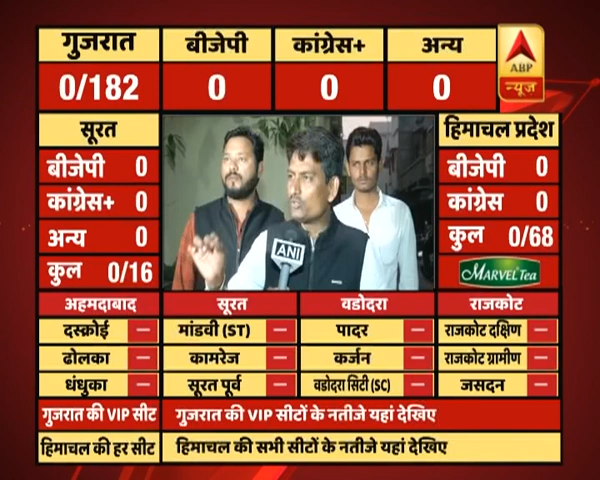 गुजरात बीजेपी कांग्रेस+ अन्य
0/182 0 0 0
ABP
न्यूज़
सूरत
बीजेपी 0
कांग्रेस+ 0
अन्य 0
कुल 0/16
ANI
हिमाचल प्रदेश
बीजेपी 0
कांग्रेस 0
कुल 0/68
MARVEL Tea
अहमदाबाद सूरत वडोदरा राजकोट
दस्क्रोई – मांडवी (ST) – पादर – राजकोट दक्षिण –
ढोलका – कामरेज – कर्जन – राजकोट ग्रामीण –
धंधुका – सूरत पूर्व – वडोदरा सिटी (SC) – जसदन –
गुजरात की VIP सीट गुजरात की VIP सीटों के नतीजे यहां देखिए
हिमाचल की हर सीट हिमाचल की सभी सीटों के नतीजे यहां देखिए